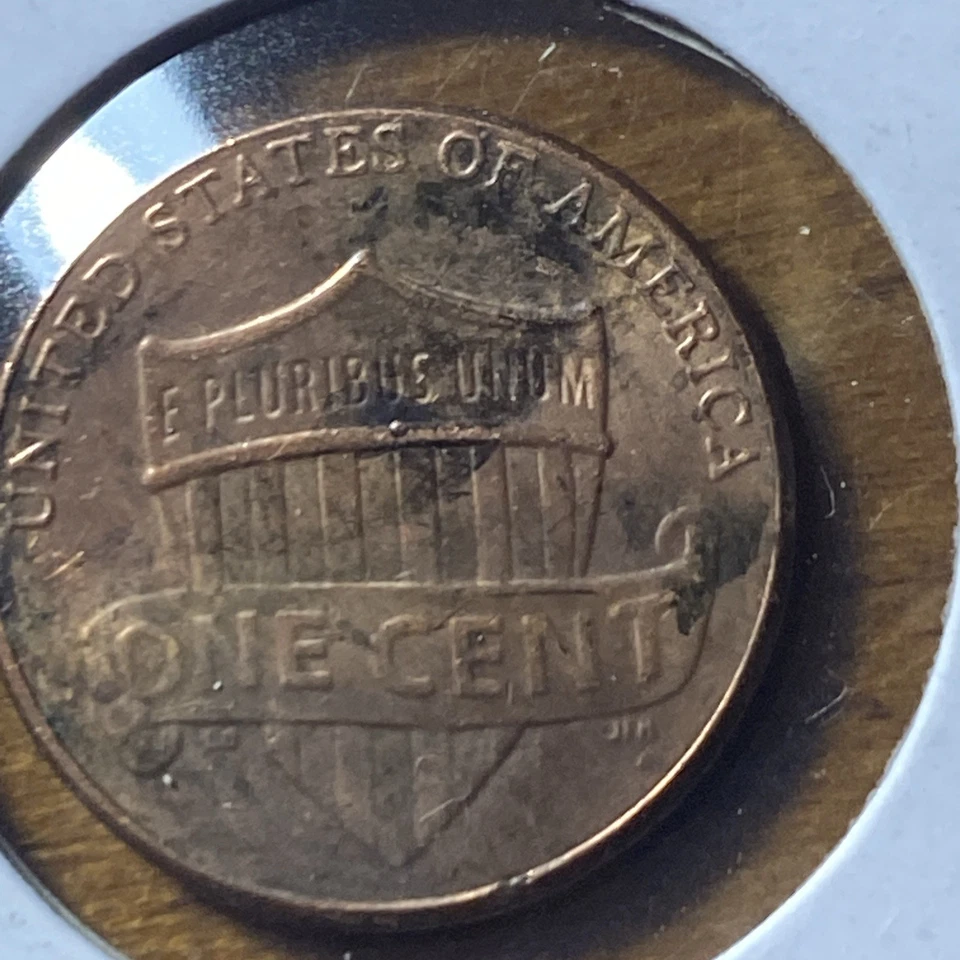 UNITED STATES OF AMERICA
E PLURIBUS UNUM
ONE CENT
JFM